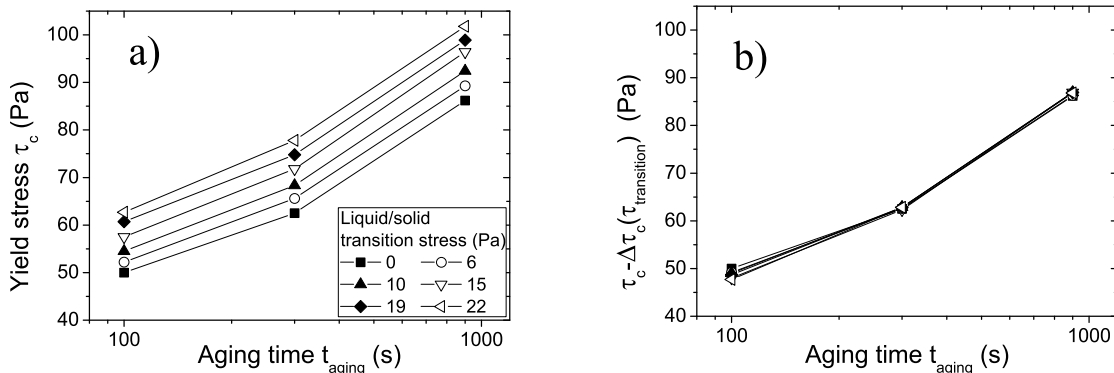 a)
Yield stress τc (Pa)
100
90
80
70
60
50
40
Liquid/solid
transition stress (Pa)
0 6
10 15
19 22
100 1000
Aging time taging (s)
b)
τc-Δτc(τtransition) (Pa)
100
90
80
70
60
50
40
100 1000
Aging time taging (s)